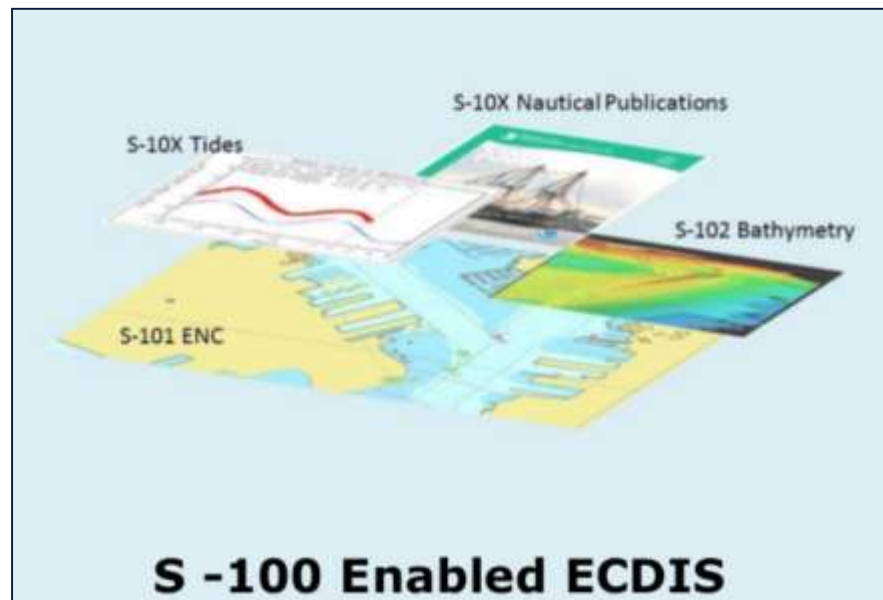 S-10X Nautical Publications
S-10X Tides
S-102 Bathymetry
S-101 ENC
S -100 Enabled ECDIS